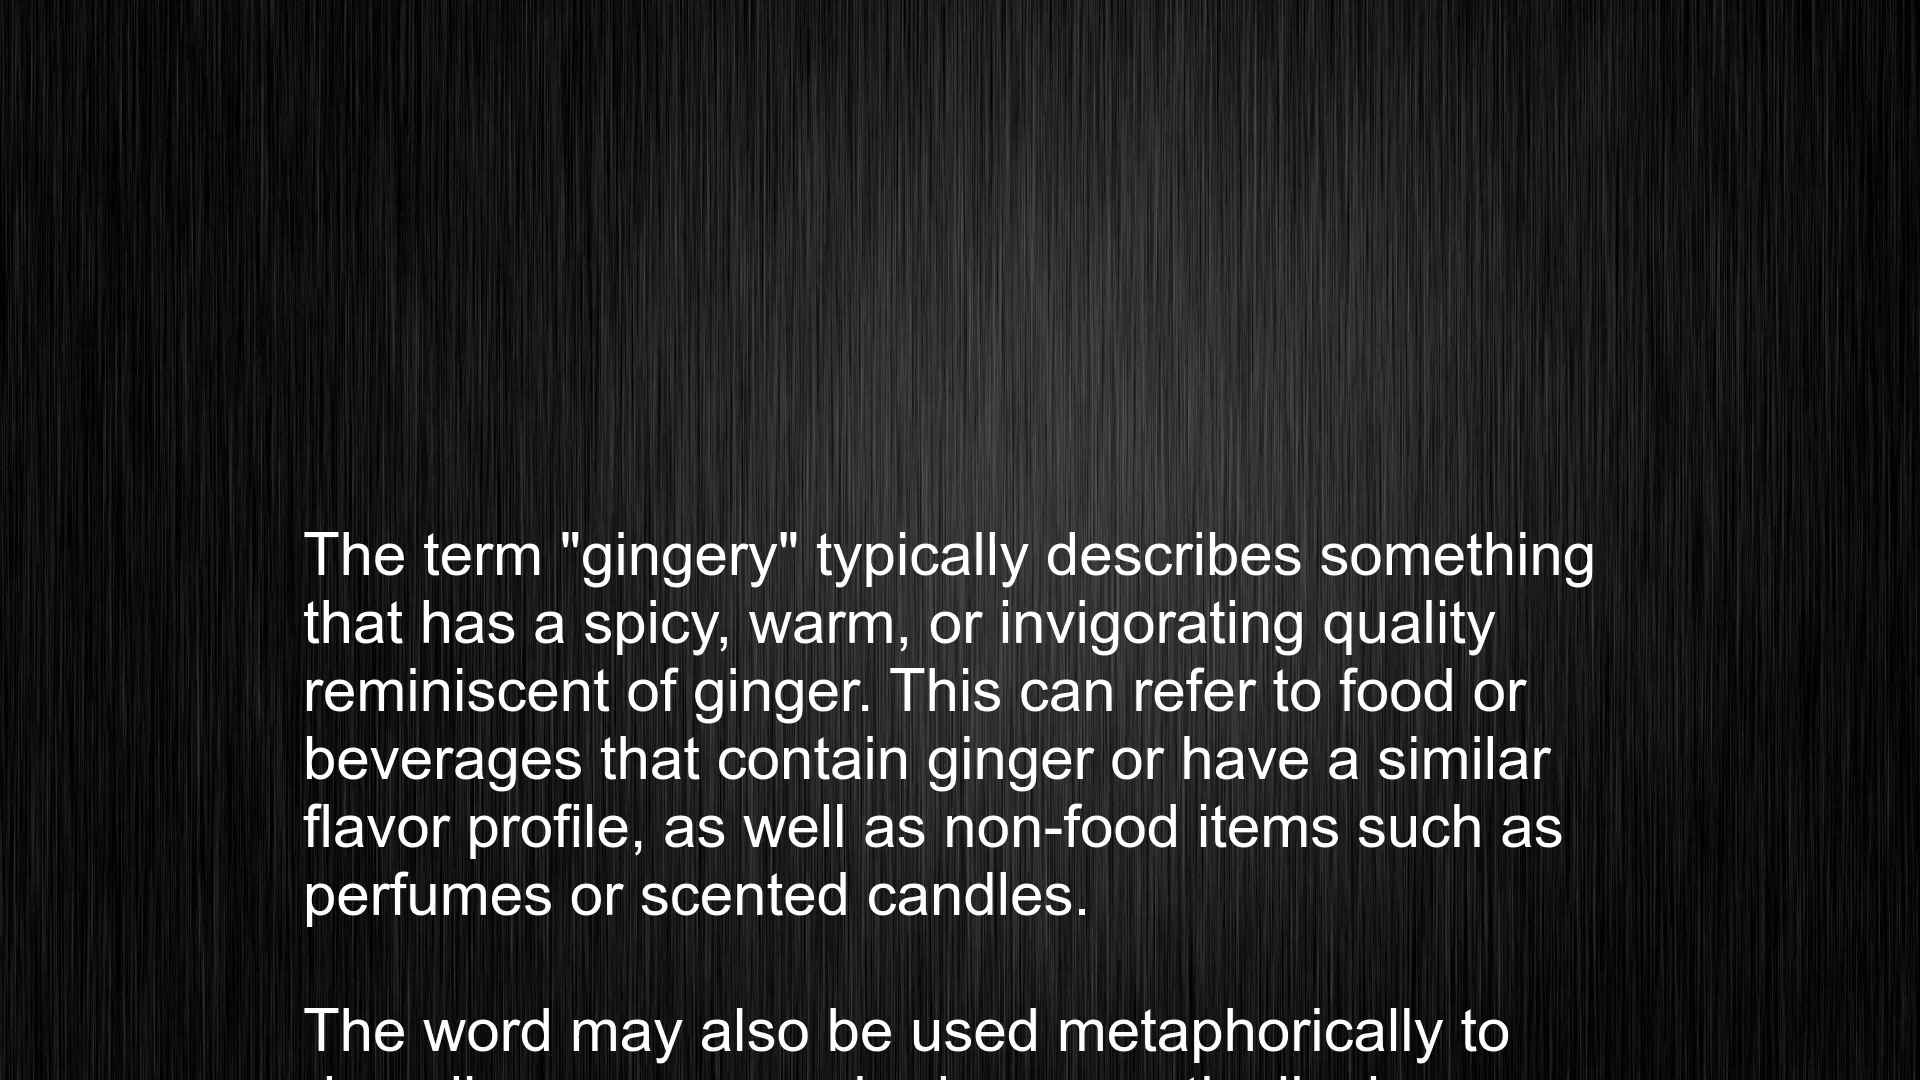 The term "gingery" typically describes something
that has a spicy, warm, or invigorating quality
reminiscent of ginger. This can refer to food or
beverages that contain ginger or have a similar
flavor profile, as well as non-food items such as
perfumes or scented candles.
The word may also be used metaphorically to